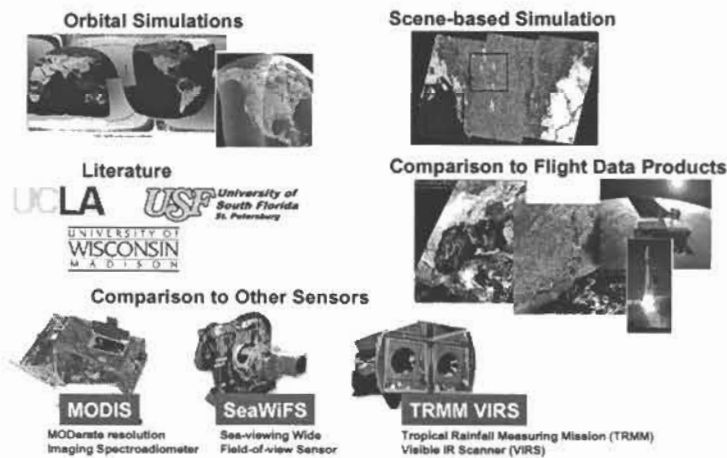 Orbital Simulations
Scene-based Simulation
Literature
UCLA
USF
University of
South Florida
St. Petersburg
UNIVERSITY OF
WISCONSIN
MADISON
Comparison to Flight Data Products
Comparison to Other Sensors
MODIS
MODerate resolution
Imaging Spectroradiometer
SeaWiFS
Sea-viewing Wide
Field-of-view Sensor
TRMM VIRS
Tropical Rainfall Measuring Mission (TRMM)
Visible IR Scanner (VIRS)